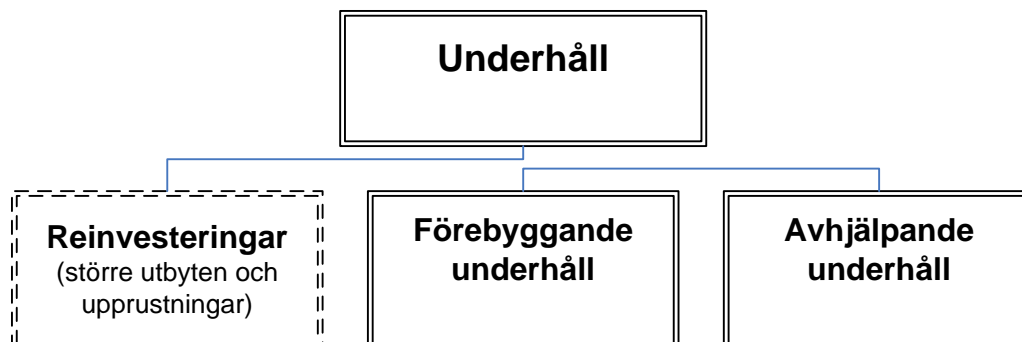 Underhåll
Reinvesteringar
(större utbyten och
upprustningar)
Förebyggande
underhåll
Avhjälpande
underhåll